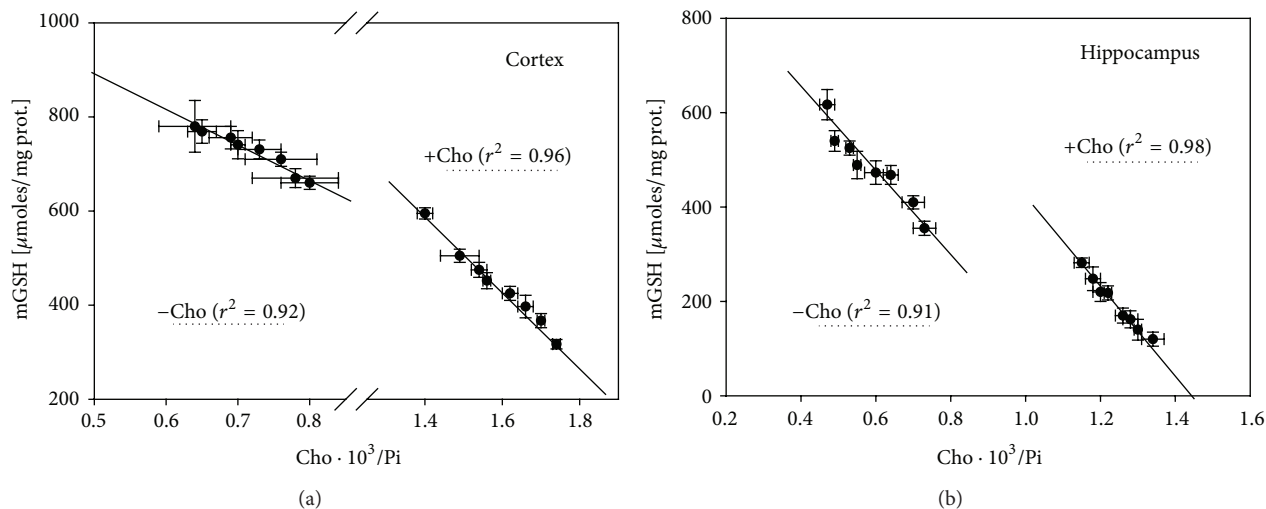 1000
800
600
400
200
mGSH [μmoles/mg prot.]
Cortex
+Cho (r² = 0.96)
−Cho (r² = 0.92)
0.5 0.6 0.7 0.8 1.4 1.6 1.8
Cho · 10³/Pi
(a)
800
600
400
200
0
mGSH [μmoles/mg prot.]
Hippocampus
+Cho (r² = 0.98)
−Cho (r² = 0.91)
0.2 0.4 0.6 0.8 1.0 1.2 1.4 1.6
Cho · 10³/Pi
(b)